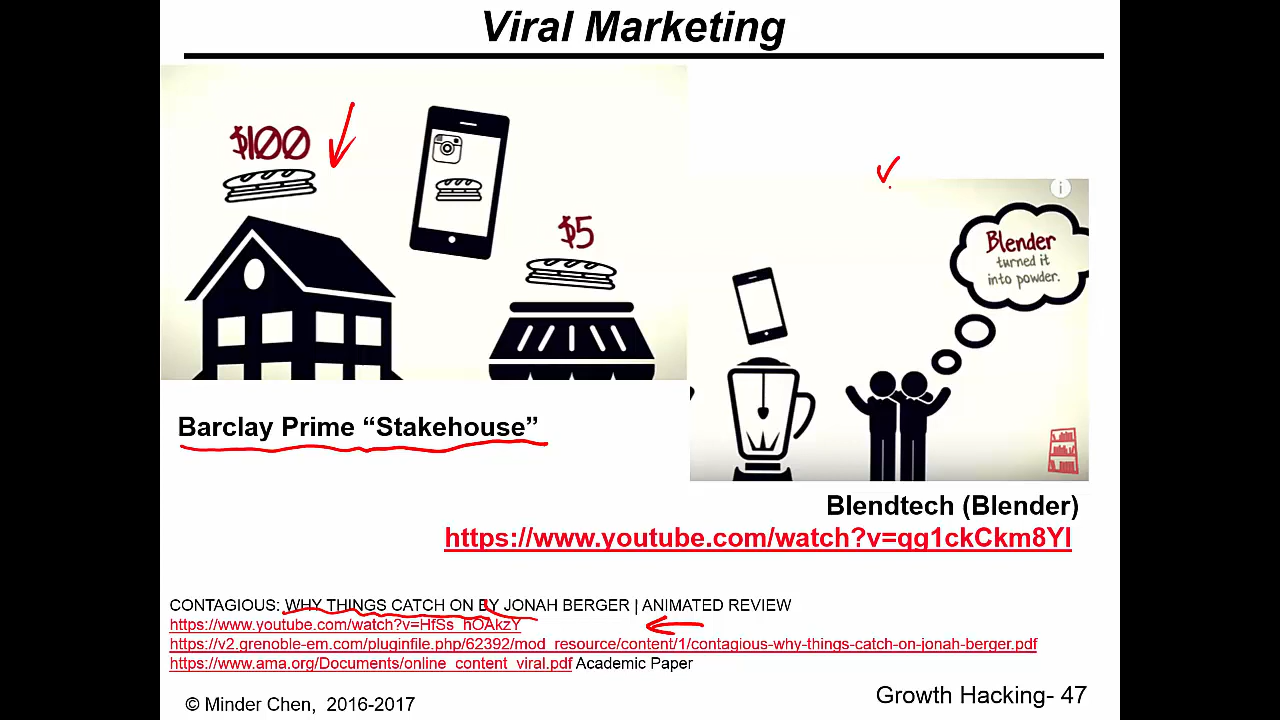 Viral Marketing
$100
$5
Blender
turned it
into powder.
i
Barclay Prime “Stakehouse”
Blendtech (Blender)
https://www.youtube.com/watch?v=qg1ckCkm8YI
CONTAGIOUS: WHY THINGS CATCH ON BY JONAH BERGER | ANIMATED REVIEW
https://www.youtube.com/watch?v=HfSs_hOAkzY
https://v2.grenoble-em.com/pluginfile.php/62392/mod_resource/content/1/contagious-why-things-catch-on-jonah-berger.pdf
https://www.ama.org/Documents/online_content_viral.pdf Academic Paper
© Minder Chen, 2016-2017
Growth Hacking- 47